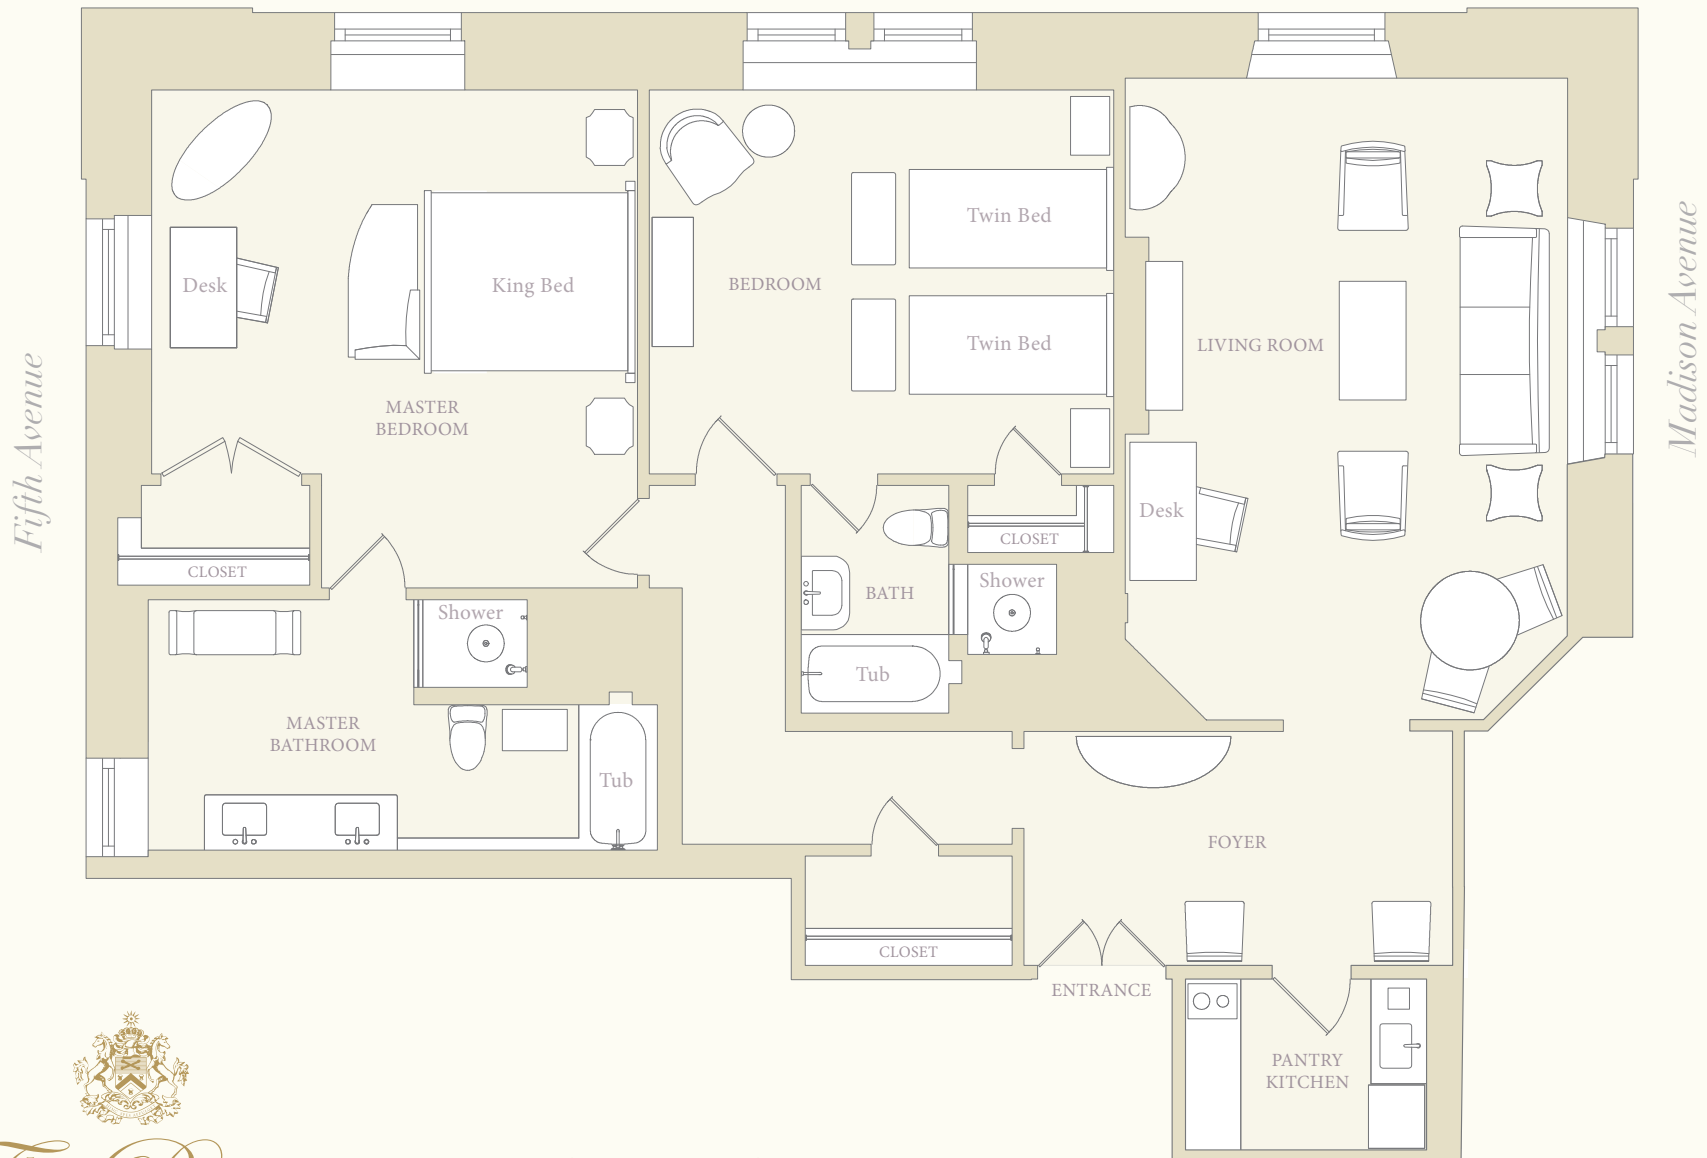 Fifth Avenue
Madison Avenue
Desk
King Bed
MASTER
BEDROOM
BEDROOM
Twin Bed
Twin Bed
LIVING ROOM
Desk
CLOSET
CLOSET
Shower
BATH
Tub
Shower
MASTER
BATHROOM
Tub
FOYER
CLOSET
ENTRANCE
PANTRY
KITCHEN